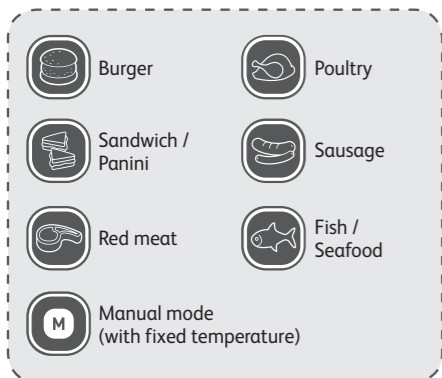 Burger
Poultry
Sandwich /
Panini
Sausage
Red meat
Fish /
Seafood
M
Manual mode
(with fixed temperature)